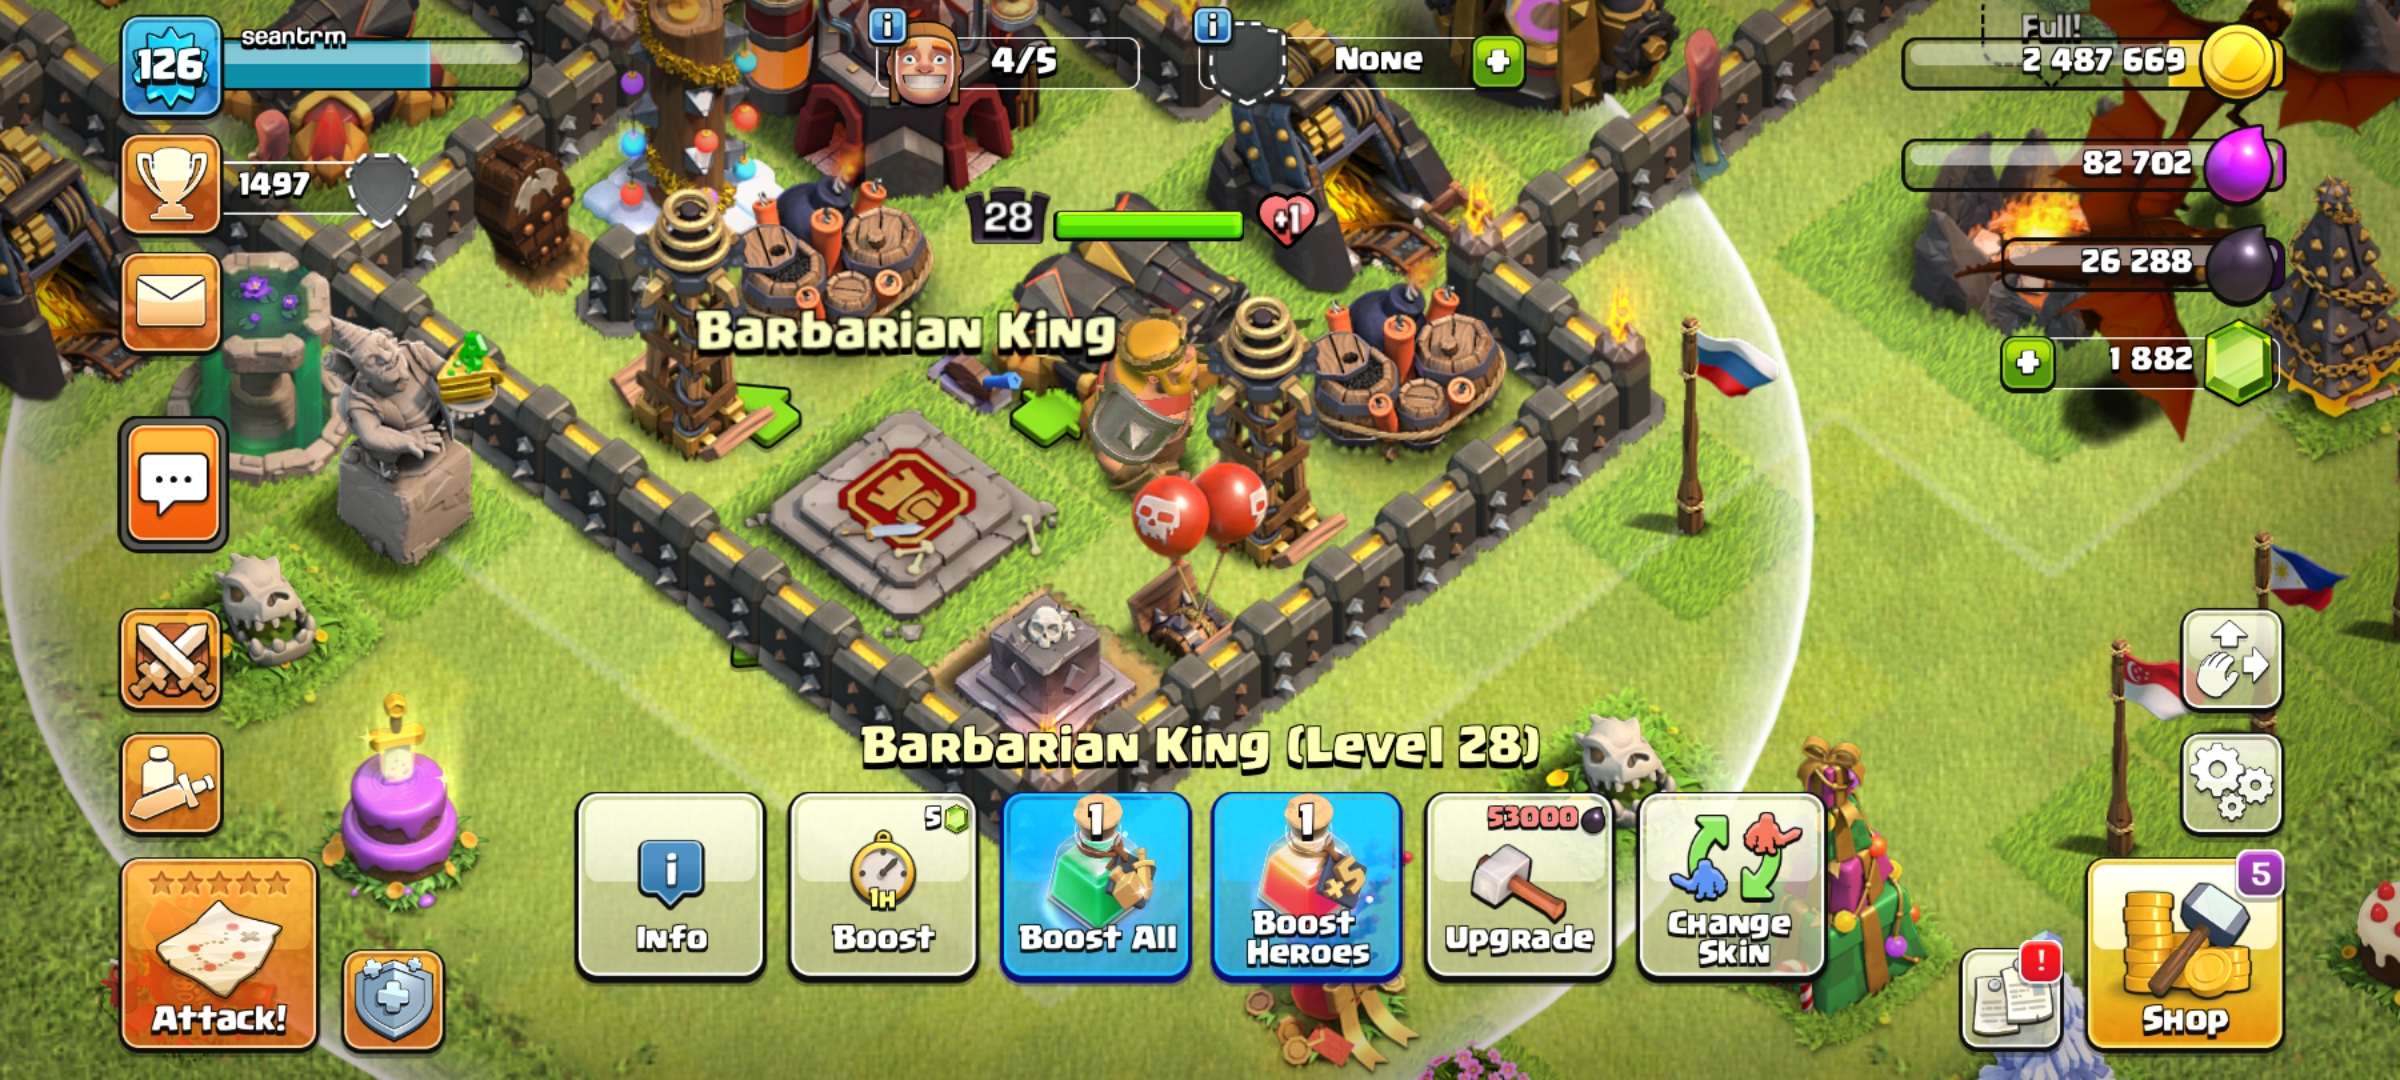 126
seantrm
4/5
None
Full!
2 487 669
1497
82 702
28
+1
26 288
Barbarian King
1 882
Barbarian King (Level 28)
Info
5
1H
Boost
1
Boost All
1
+5
Boost
Heroes
53000
Upgrade
Change
Skin
5
Attack!
!
Shop